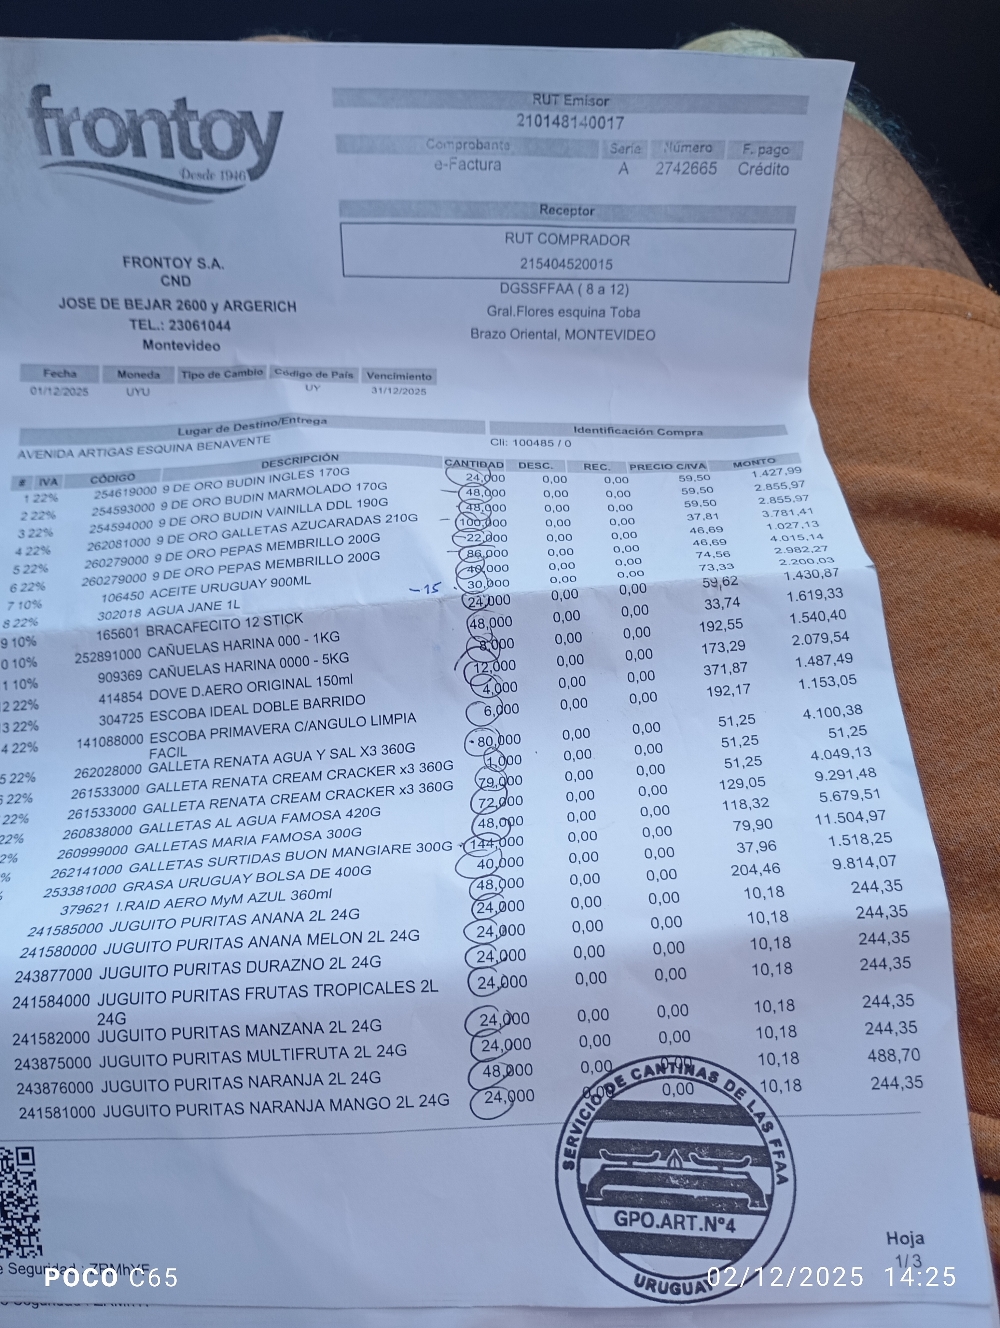 frontoy
Desde 1946
RUT Emisor
210148140017
Comprobante Serie Número F. pago
e-Factura A 2742665 Crédito
Receptor
RUT COMPRADOR
215404520015
DGSSFFAA ( 8 a 12)
Gral.Flores esquina Toba
Brazo Oriental, MONTEVIDEO
FRONTOY S.A.
CND
JOSE DE BEJAR 2600 y ARGERICH
TEL.: 23061044
Montevideo
Fecha Moneda Tipo de Cambio Código de País Vencimiento
01/12/2025 UYU UY 31/12/2025
Lugar de Destino/Entrega Identificación Compra
AVENIDA ARTIGAS ESQUINA BENAVENTE Cli: 100485 / 0
# IVA CÓDIGO DESCRIPCIÓN CANTIDAD DESC. REC. PRECIO C/IVA MONTO
1 22% 254619000 9 DE ORO BUDIN INGLES 170G 24,000 0,00 0,00 59,50 1.427,99
2 22% 254593000 9 DE ORO BUDIN MARMOLADO 170G 48,000 0,00 0,00 59,50 2.855,97
3 22% 254594000 9 DE ORO BUDIN VAINILLA DDL 190G 48,000 0,00 0,00 59,50 2.855,97
4 22% 262081000 9 DE ORO GALLETAS AZUCARADAS 210G 100,000 0,00 0,00 37,81 3.781,41
5 22% 260279000 9 DE ORO PEPAS MEMBRILLO 200G 22,000 0,00 0,00 46,69 1.027,13
6 22% 260279000 9 DE ORO PEPAS MEMBRILLO 200G 86,000 0,00 0,00 46,69 4.015,14
7 10% 106450 ACEITE URUGUAY 900ML 40,000 0,00 0,00 74,56 2.982,27
8 22% 302018 AGUA JANE 1L -15 30,000 0,00 0,00 73,33 2.200,03
9 10% 165601 BRACAFECITO 12 STICK 24,000 0,00 0,00 59,62 1.430,87
0 10% 252891000 CAÑUELAS HARINA 000 - 1KG 48,000 0,00 0,00 33,74 1.619,33
1 10% 909369 CAÑUELAS HARINA 0000 - 5KG 8,000 0,00 0,00 192,55 1.540,40
2 22% 414854 DOVE D.AERO ORIGINAL 150ml 12,000 0,00 0,00 173,29 2.079,54
3 22% 304725 ESCOBA IDEAL DOBLE BARRIDO 4,000 0,00 0,00 371,87 1.487,49
4 22% 141088000 ESCOBA PRIMAVERA C/ANGULO LIMPIA 6,000 0,00 0,00 192,17 1.153,05
FACIL
5 22% 262028000 GALLETA RENATA AGUA Y SAL X3 360G 80,000 0,00 0,00 51,25 4.100,38
6 22% 261533000 GALLETA RENATA CREAM CRACKER x3 360G 1,000 0,00 0,00 51,25 51,25
22% 261533000 GALLETA RENATA CREAM CRACKER x3 360G 79,000 0,00 0,00 51,25 4.049,13
22% 260838000 GALLETAS AL AGUA FAMOSA 420G 72,000 0,00 0,00 129,05 9.291,48
2% 260999000 GALLETAS MARIA FAMOSA 300G 48,000 0,00 0,00 118,32 5.679,51
% 262141000 GALLETAS SURTIDAS BUON MANGIARE 300G 144,000 0,00 0,00 79,90 11.504,97
253381000 GRASA URUGUAY BOLSA DE 400G 40,000 0,00 0,00 37,96 1.518,25
379621 I.RAID AERO MyM AZUL 360ml 48,000 0,00 0,00 204,46 9.814,07
241585000 JUGUITO PURITAS ANANA 2L 24G 24,000 0,00 0,00 10,18 244,35
241580000 JUGUITO PURITAS ANANA MELON 2L 24G 24,000 0,00 0,00 10,18 244,35
243877000 JUGUITO PURITAS DURAZNO 2L 24G 24,000 0,00 0,00 10,18 244,35
241584000 JUGUITO PURITAS FRUTAS TROPICALES 2L 24,000 0,00 0,00 10,18 244,35
24G
241582000 JUGUITO PURITAS MANZANA 2L 24G 24,000 0,00 0,00 10,18 244,35
243875000 JUGUITO PURITAS MULTIFRUTA 2L 24G 24,000 0,00 0,00 10,18 244,35
243876000 JUGUITO PURITAS NARANJA 2L 24G 48,000 0,00 0,00 10,18 488,70
241581000 JUGUITO PURITAS NARANJA MANGO 2L 24G 24,000 0,00 0,00 10,18 244,35
SERVICIO DE CANTINAS DE LAS FFAA
GPO.ART.Nº4
URUGUAY
Hoja
1/3
POCO C65
02/12/2025 14:25